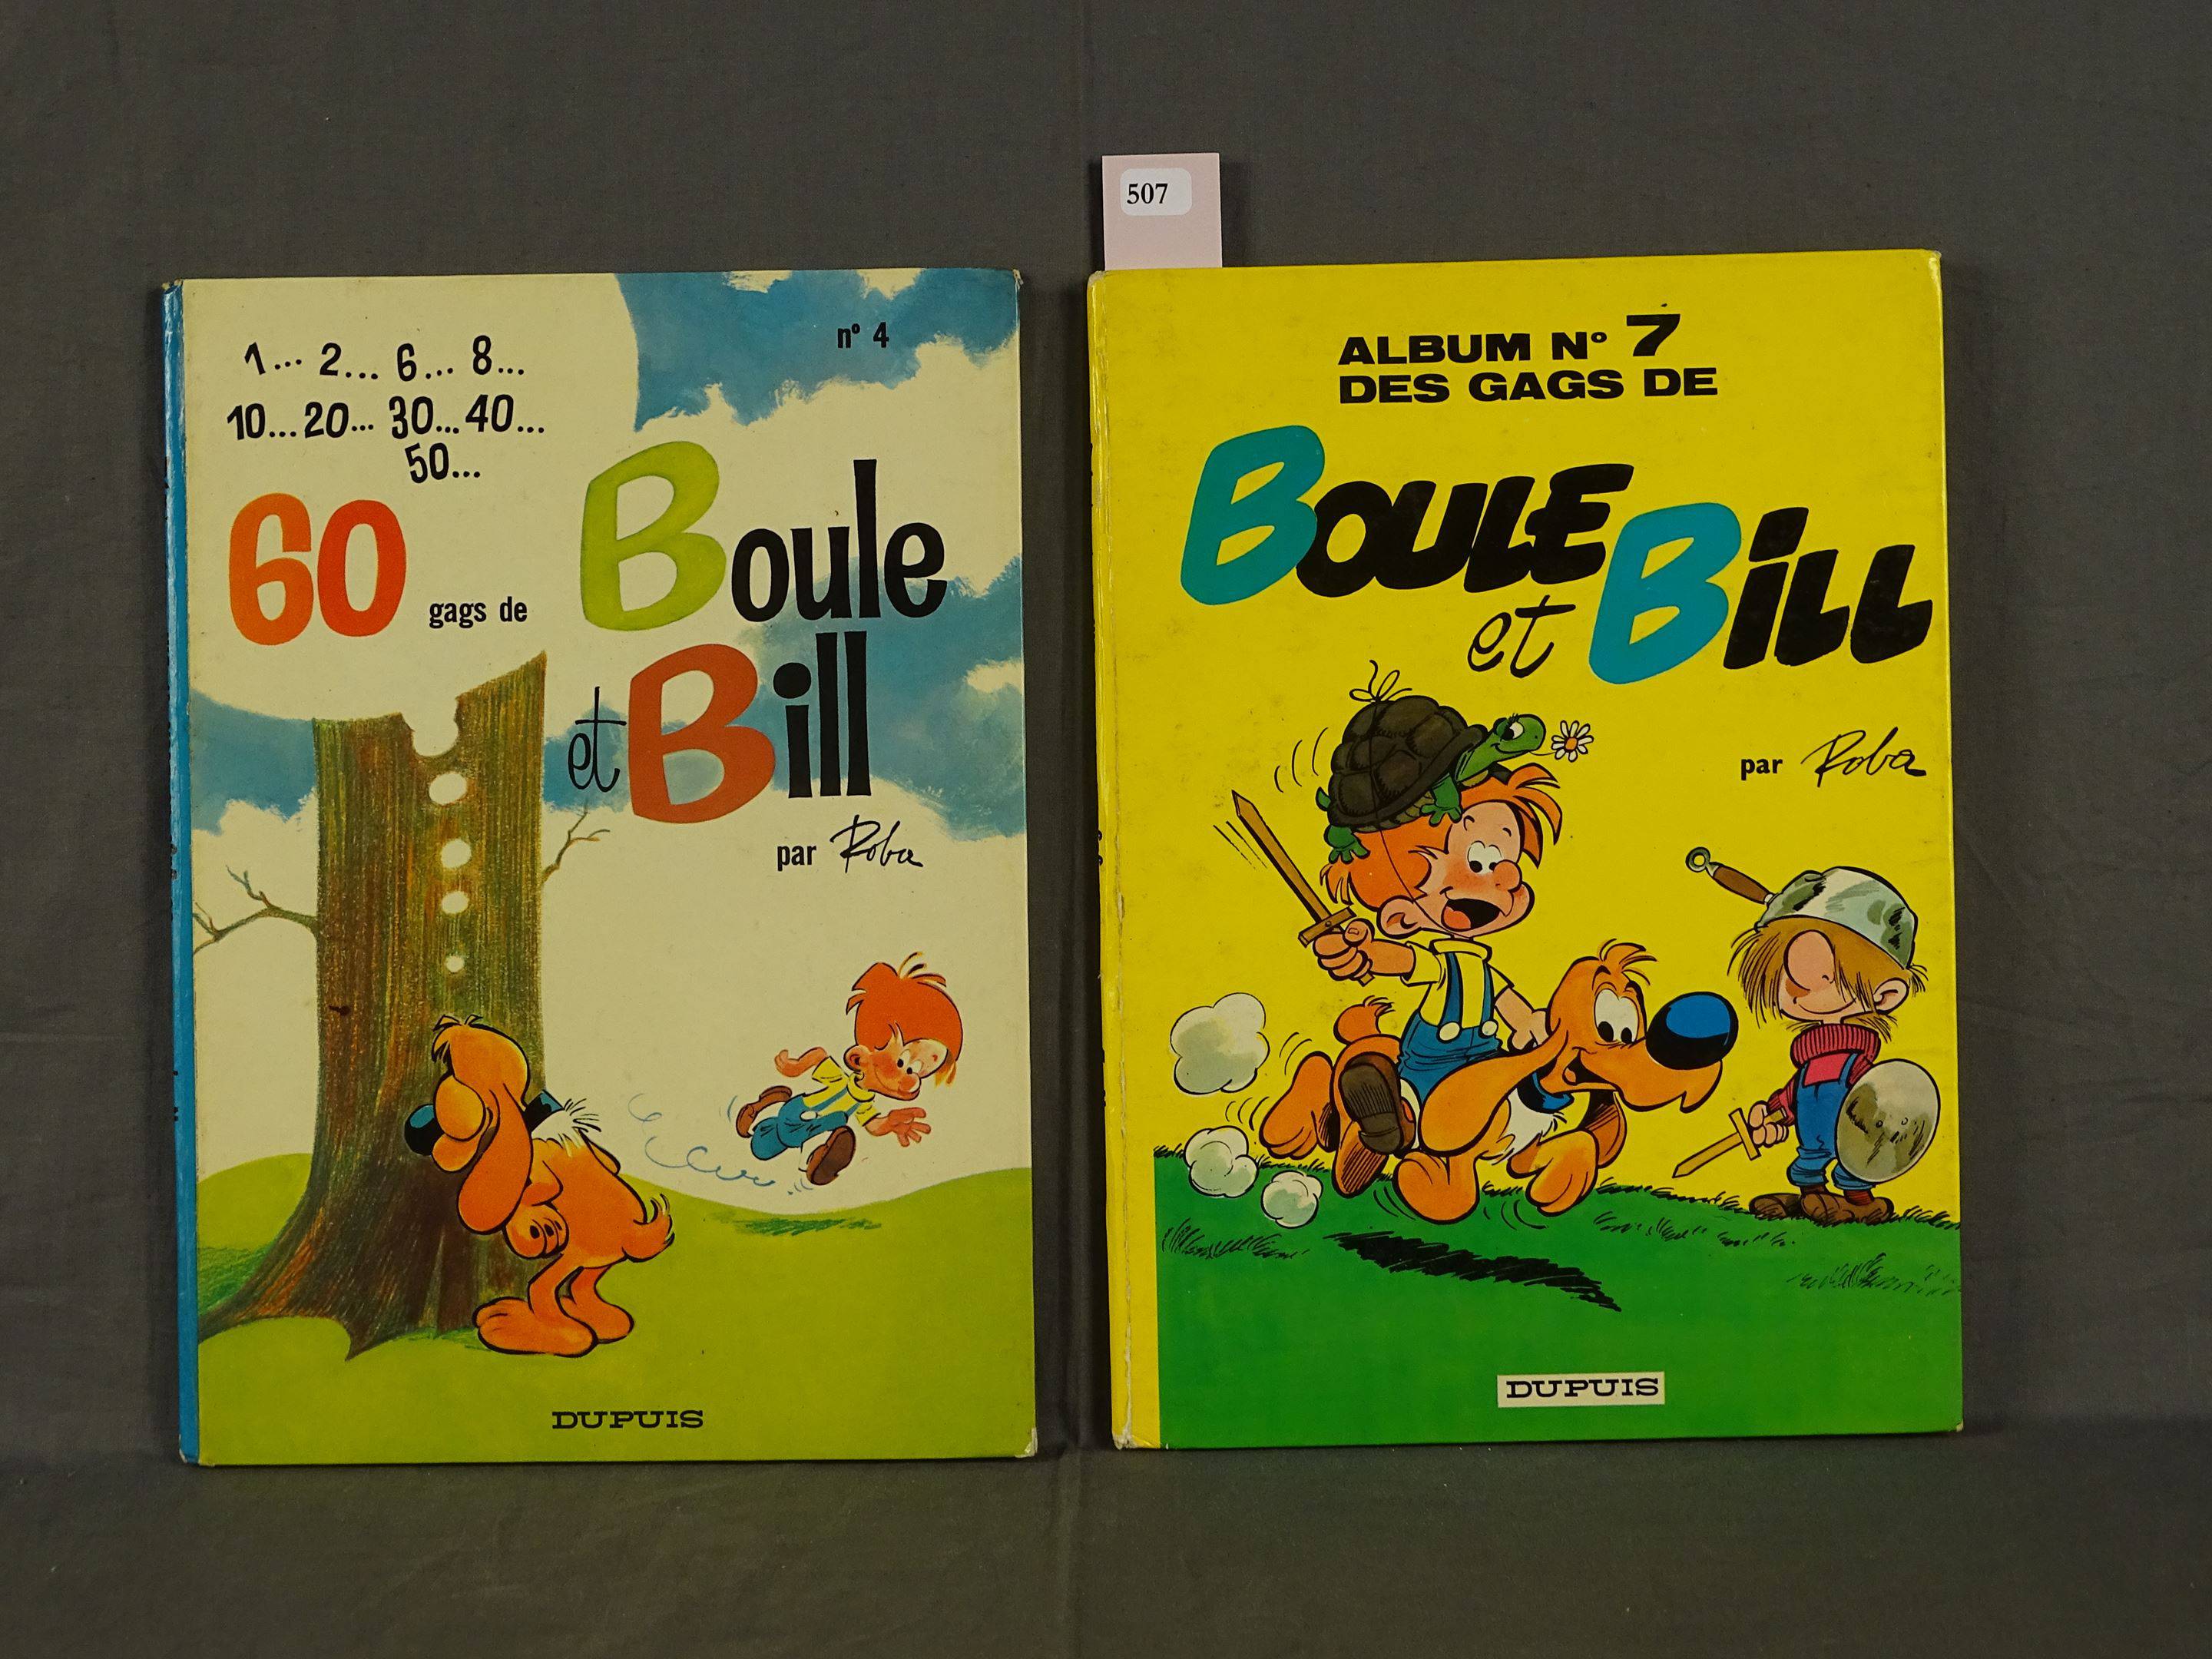 1... 2... 6... 8...
10... 20... 30... 40...
50...
n° 4
60 gags de Boule
et Bill
par Roba
DUPUIS
507
ALBUM N° 7
DES GAGS DE
BOULE
et BILL
par Roba
DUPUIS